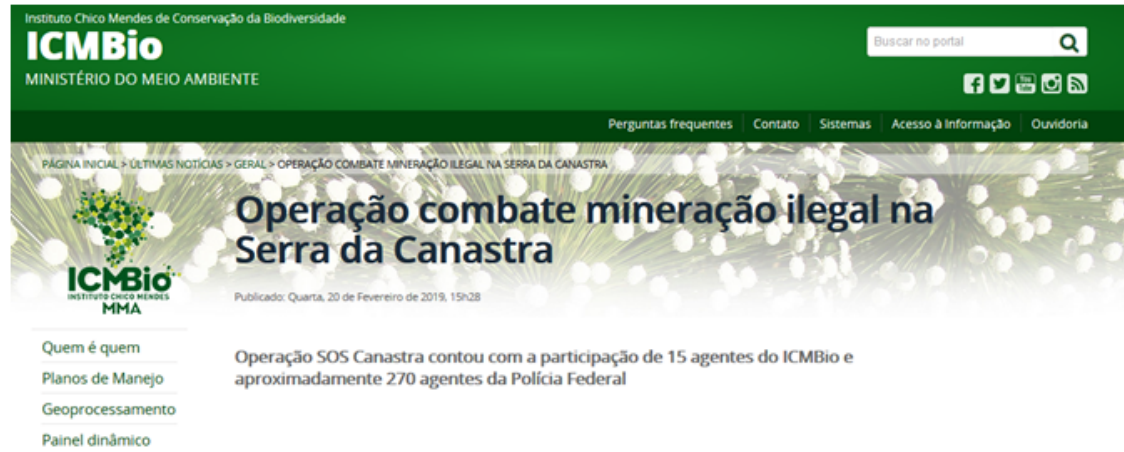 Instituto Chico Mendes de Conservação da Biodiversidade
ICMBio
MINISTÉRIO DO MEIO AMBIENTE
Buscar no portal
You
Tube
Perguntas frequentes
Contato
Sistemas
Acesso à Informação
Ouvidoria
PÁGINA INICIAL > ÚLTIMAS NOTÍCIAS > GERAL > OPERAÇÃO COMBATE MINERAÇÃO ILEGAL NA SERRA DA CANASTRA
Operação combate mineração ilegal na
Serra da Canastra
ICMBio
INSTITUTO CHICO MENDES
MMA
Publicado: Quarta, 20 de Fevereiro de 2019, 15h28
Quem é quem
Planos de Manejo
Geoprocessamento
Painel dinâmico
Operação SOS Canastra contou com a participação de 15 agentes do ICMBio e
aproximadamente 270 agentes da Polícia Federal